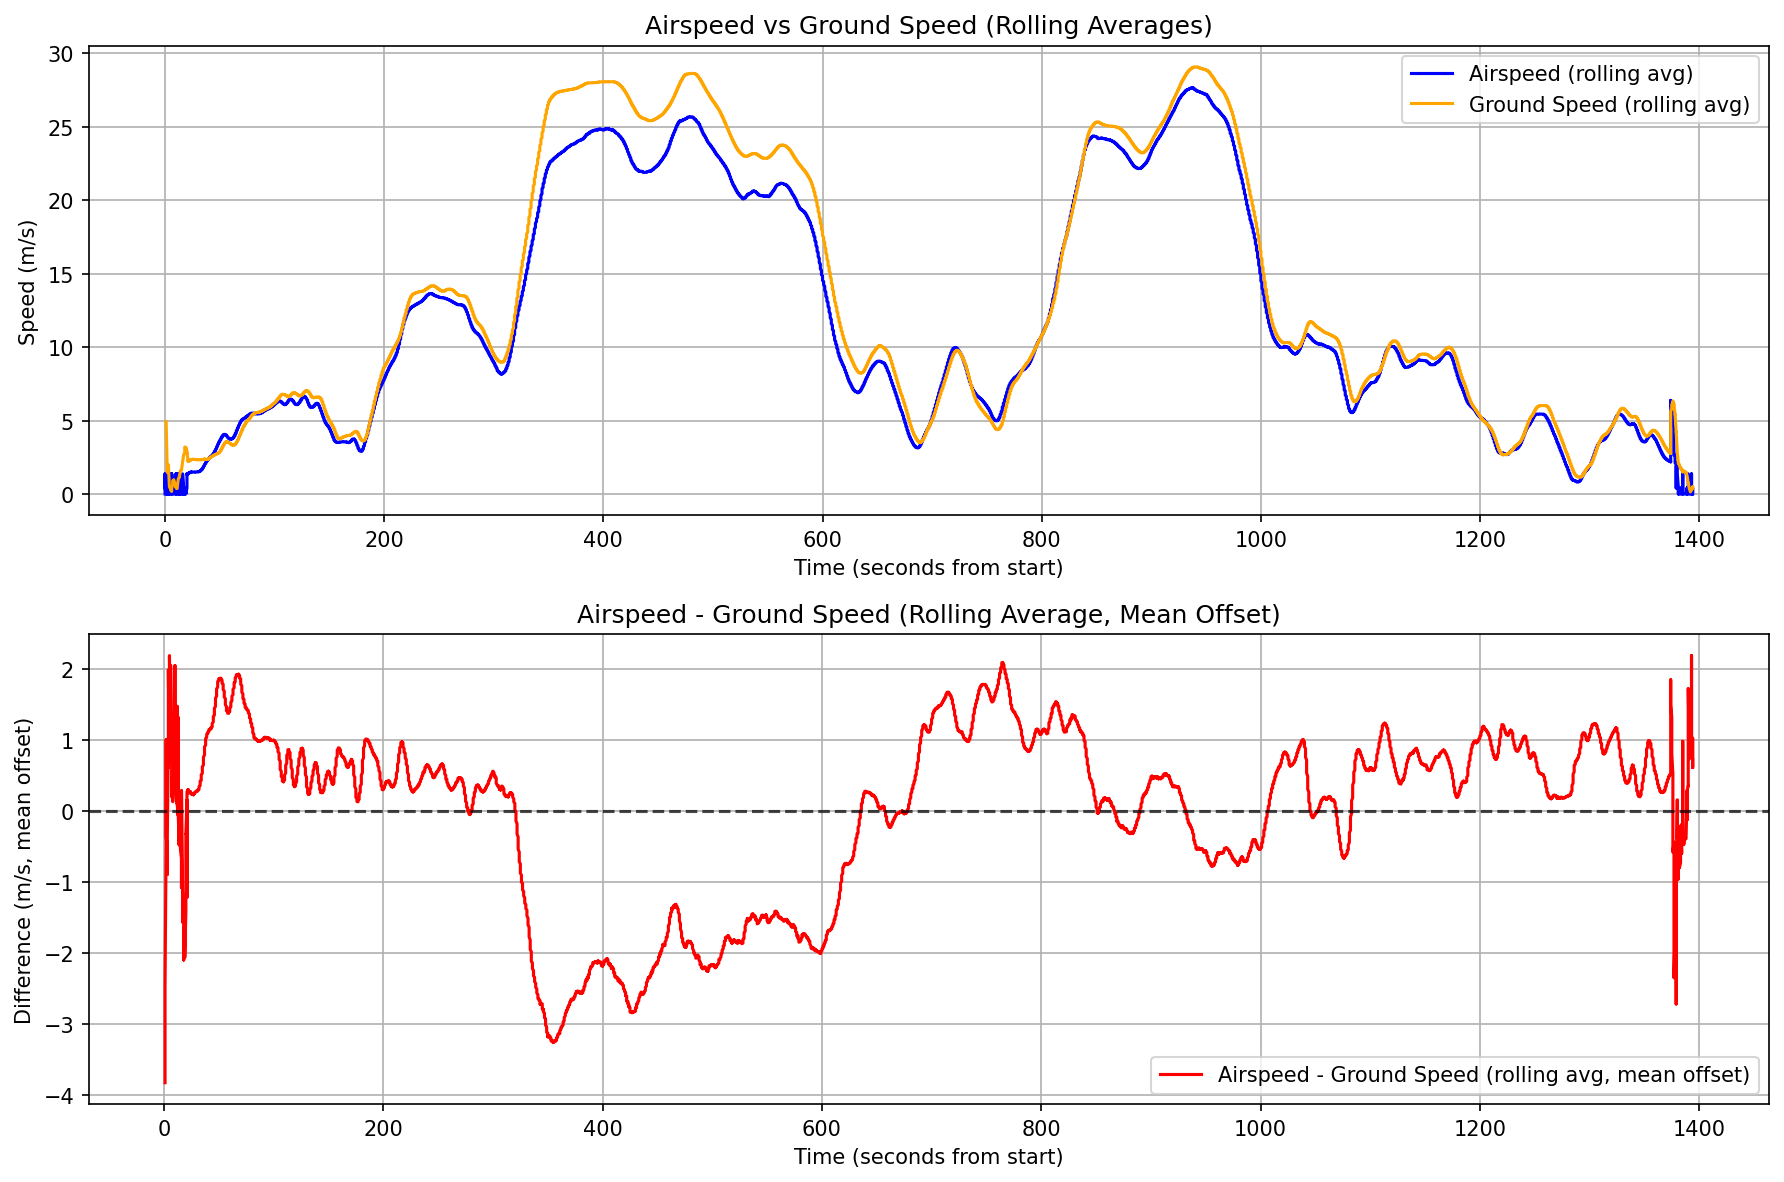 Airspeed vs Ground Speed (Rolling Averages)
30
25
20
15
10
5
0
Speed (m/s)
Airspeed (rolling avg)
Ground Speed (rolling avg)
0 200 400 600 800 1000 1200 1400
Time (seconds from start)
Airspeed - Ground Speed (Rolling Average, Mean Offset)
2
1
0
−1
−2
−3
−4
Difference (m/s, mean offset)
Airspeed - Ground Speed (rolling avg, mean offset)
0 200 400 600 800 1000 1200 1400
Time (seconds from start)